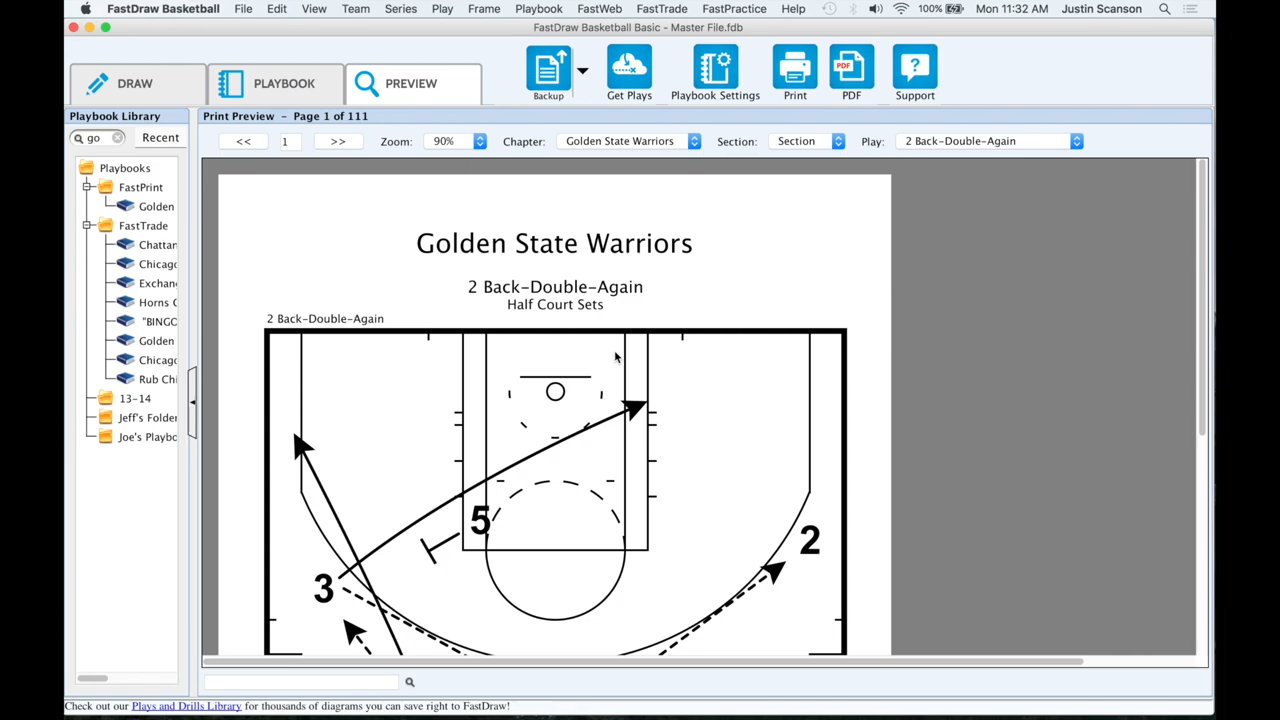 FastDraw Basketball File Edit View Team Series Play Frame Playbook FastWeb FastTrade FastPractice Help 100% Mon 11:32 AM Justin Scanson
FastDraw Basketball Basic - Master File.fdb
DRAW PLAYBOOK PREVIEW
Backup Get Plays Playbook Settings Print PDF Support
Playbook Library
Print Preview - Page 1 of 111
go Recent
<< 1 >> Zoom: 90% Chapter: Golden State Warriors Section: Section Play: 2 Back-Double-Again
Playbooks
FastPrint
Golden
FastTrade
Chattan
Chicago
Exchan
Horns C
"BINGO
Golden
Chicago
Rub Chi
13-14
Jeff's Folder
Joe's Playbo
Golden State Warriors
2 Back-Double-Again
Half Court Sets
2 Back-Double-Again
5
2
3
Check out our Plays and Drills Library for thousands of diagrams you can save right to FastDraw!